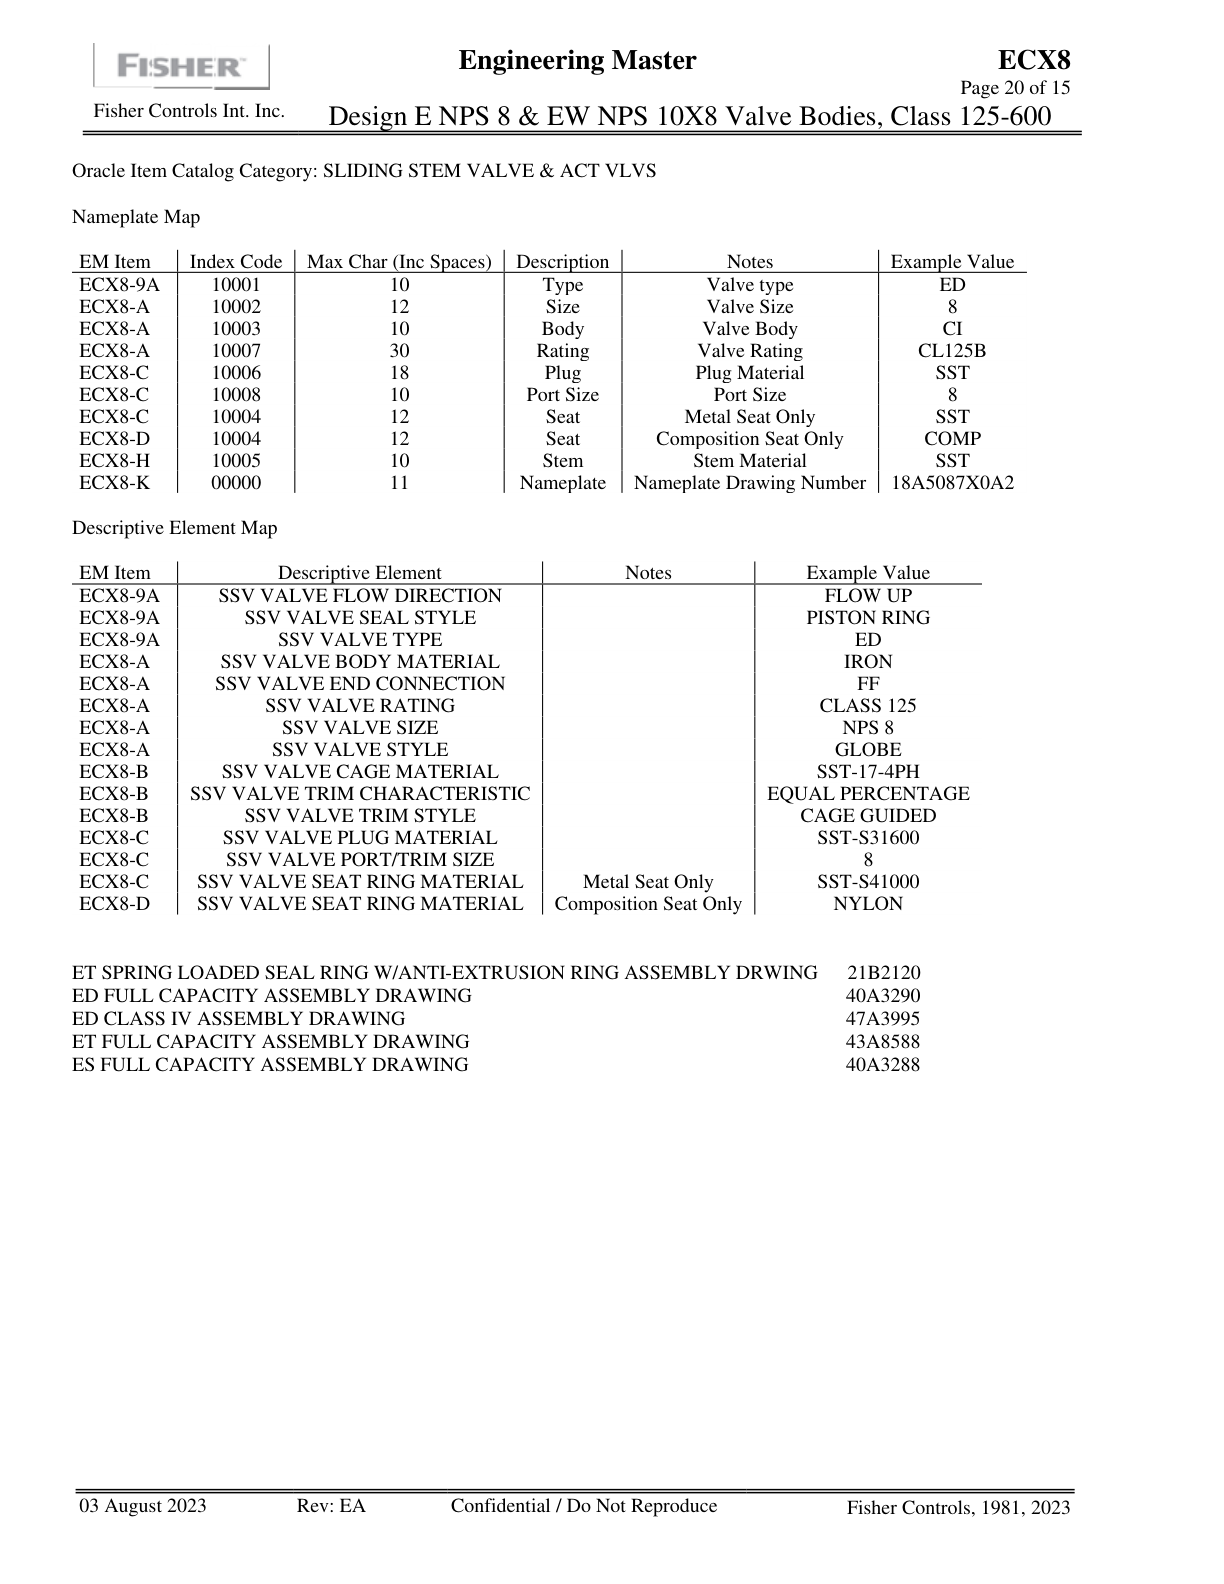 FISHER™ Engineering Master ECX8
Page 20 of 15
Fisher Controls Int. Inc. Design E NPS 8 & EW NPS 10X8 Valve Bodies, Class 125-600
Oracle Item Catalog Category: SLIDING STEM VALVE & ACT VLVS
Nameplate Map
EM Item Index Code Max Char (Inc Spaces) Description Notes Example Value
ECX8-9A 10001 10 Type Valve type ED
ECX8-A 10002 12 Size Valve Size 8
ECX8-A 10003 10 Body Valve Body CI
ECX8-A 10007 30 Rating Valve Rating CL125B
ECX8-C 10006 18 Plug Plug Material SST
ECX8-C 10008 10 Port Size Port Size 8
ECX8-C 10004 12 Seat Metal Seat Only SST
ECX8-D 10004 12 Seat Composition Seat Only COMP
ECX8-H 10005 10 Stem Stem Material SST
ECX8-K 00000 11 Nameplate Nameplate Drawing Number 18A5087X0A2
Descriptive Element Map
EM Item Descriptive Element Notes Example Value
ECX8-9A SSV VALVE FLOW DIRECTION FLOW UP
ECX8-9A SSV VALVE SEAL STYLE PISTON RING
ECX8-9A SSV VALVE TYPE ED
ECX8-A SSV VALVE BODY MATERIAL IRON
ECX8-A SSV VALVE END CONNECTION FF
ECX8-A SSV VALVE RATING CLASS 125
ECX8-A SSV VALVE SIZE NPS 8
ECX8-A SSV VALVE STYLE GLOBE
ECX8-B SSV VALVE CAGE MATERIAL SST-17-4PH
ECX8-B SSV VALVE TRIM CHARACTERISTIC EQUAL PERCENTAGE
ECX8-B SSV VALVE TRIM STYLE CAGE GUIDED
ECX8-C SSV VALVE PLUG MATERIAL SST-S31600
ECX8-C SSV VALVE PORT/TRIM SIZE 8
ECX8-C SSV VALVE SEAT RING MATERIAL Metal Seat Only SST-S41000
ECX8-D SSV VALVE SEAT RING MATERIAL Composition Seat Only NYLON
ET SPRING LOADED SEAL RING W/ANTI-EXTRUSION RING ASSEMBLY DRWING 21B2120
ED FULL CAPACITY ASSEMBLY DRAWING 40A3290
ED CLASS IV ASSEMBLY DRAWING 47A3995
ET FULL CAPACITY ASSEMBLY DRAWING 43A8588
ES FULL CAPACITY ASSEMBLY DRAWING 40A3288
03 August 2023 Rev: EA Confidential / Do Not Reproduce Fisher Controls, 1981, 2023